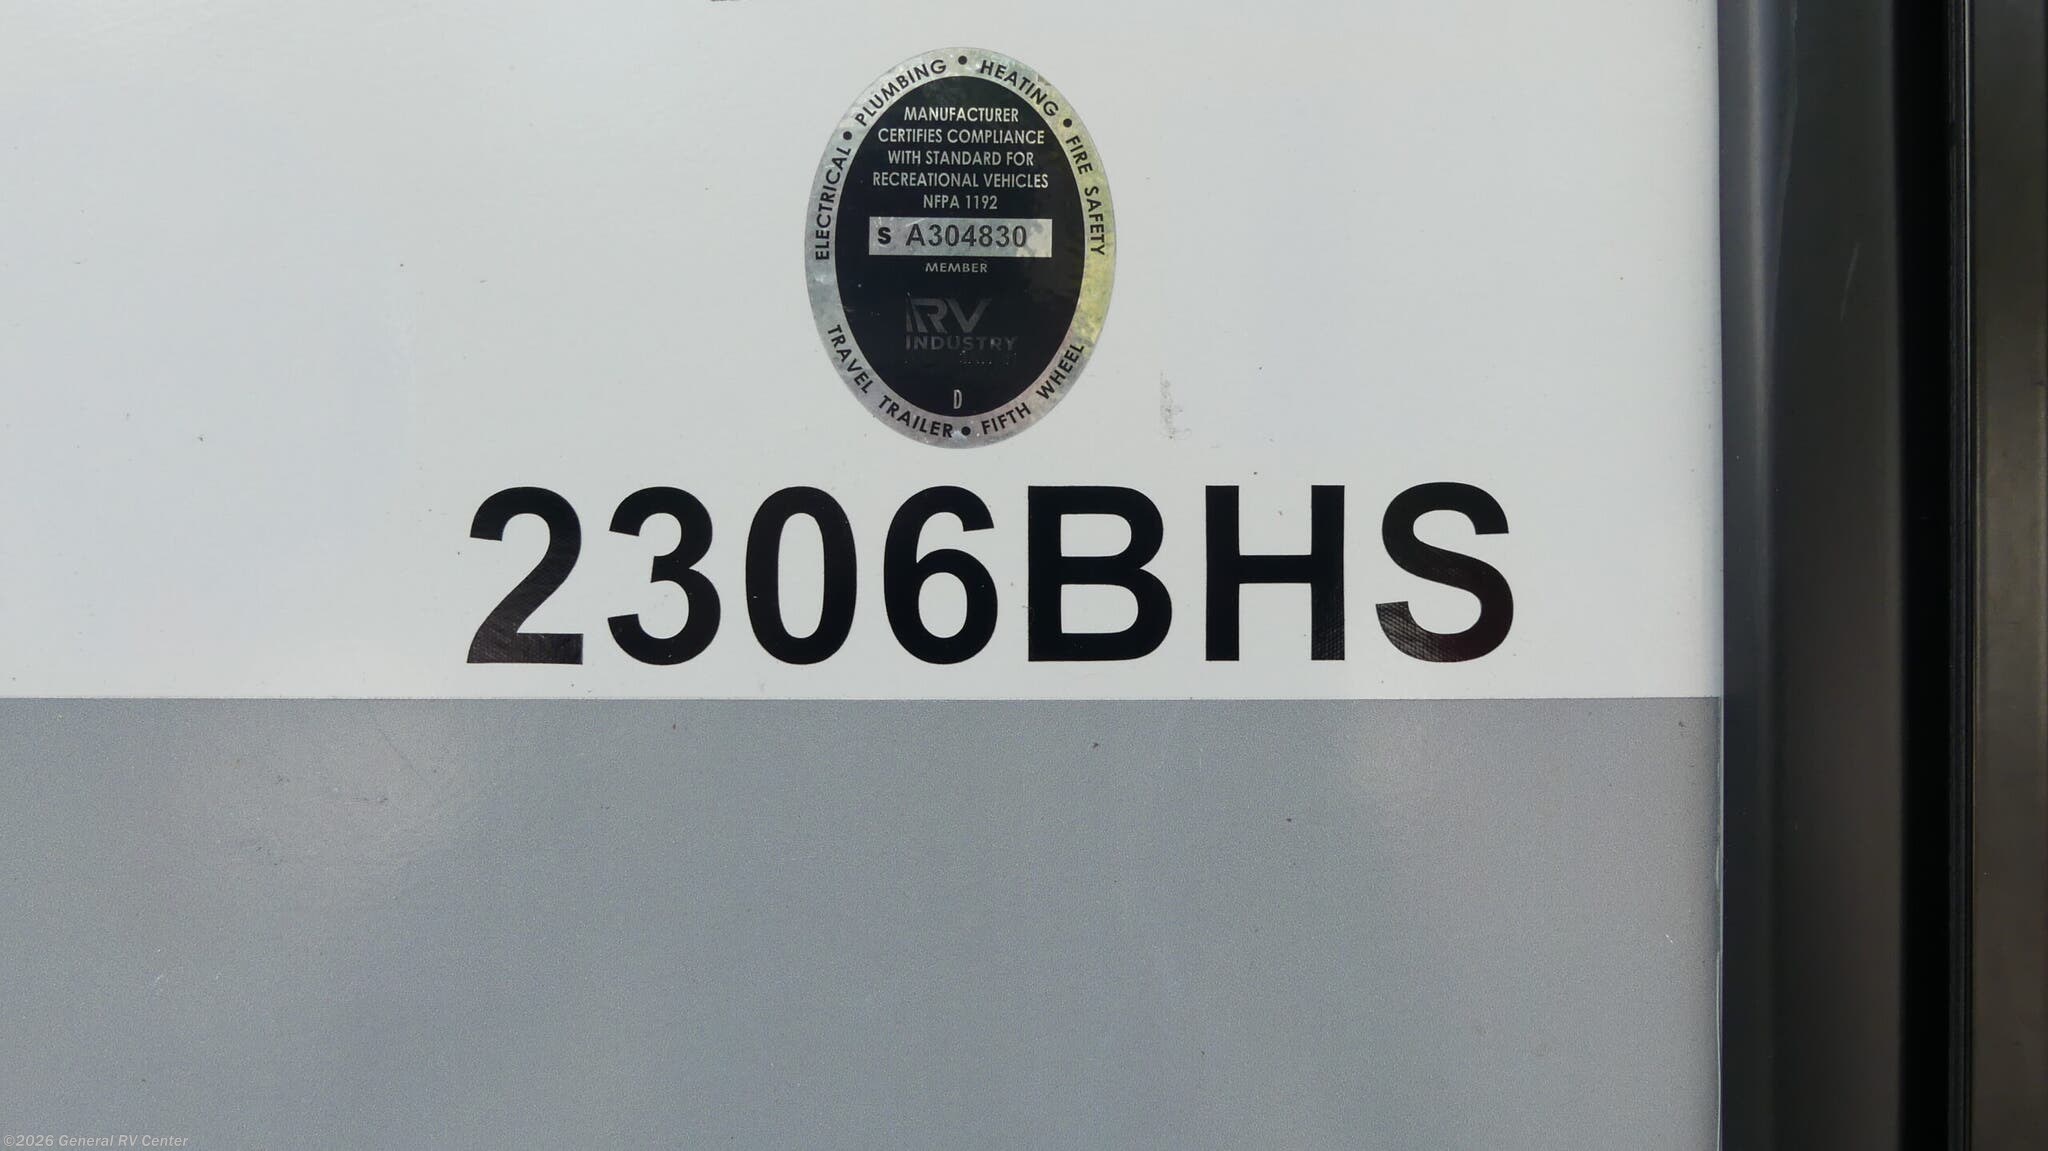 ELECTRICAL • PLUMBING • HEATING • FIRE SAFETY
MANUFACTURER
CERTIFIES COMPLIANCE
WITH STANDARD FOR
RECREATIONAL VEHICLES
NFPA 1192
S A304830
MEMBER
RV
INDUSTRY
D
TRAVEL TRAILER • FIFTH WHEEL
2306BHS
©2026 General RV Center